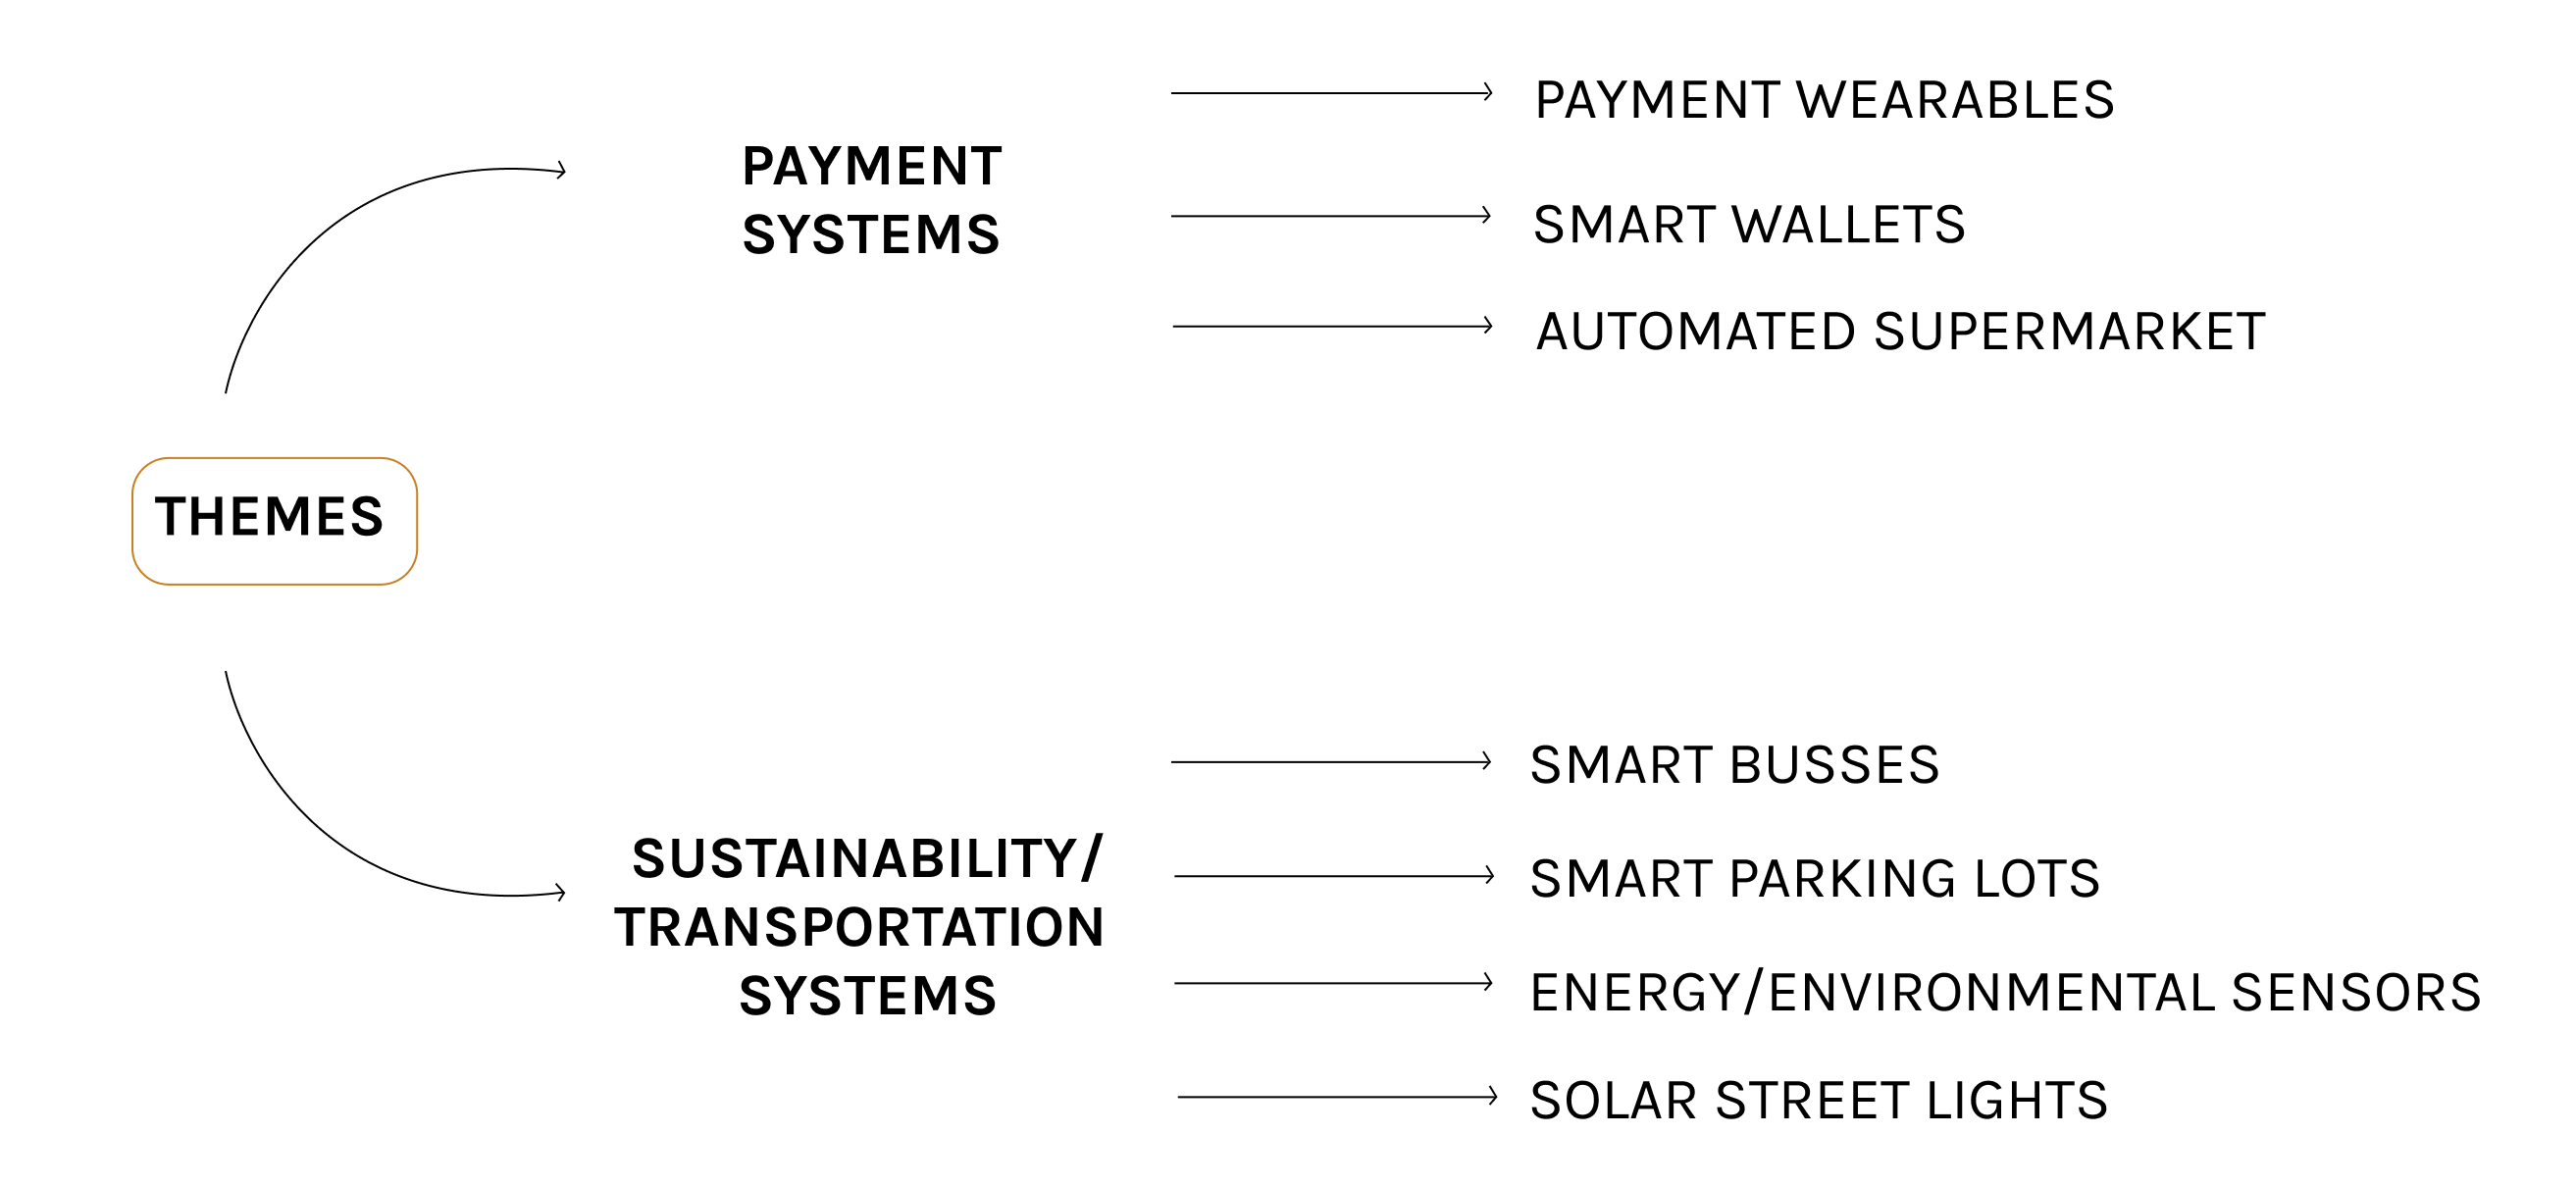 THEMES
PAYMENT
SYSTEMS
PAYMENT WEARABLES
SMART WALLETS
AUTOMATED SUPERMARKET
SUSTAINABILITY/
TRANSPORTATION
SYSTEMS
SMART BUSSES
SMART PARKING LOTS
ENERGY/ENVIRONMENTAL SENSORS
SOLAR STREET LIGHTS